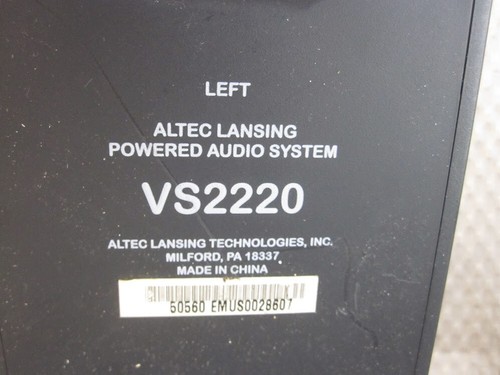 LEFT
ALTEC LANSING
POWERED AUDIO SYSTEM
VS2220
ALTEC LANSING TECHNOLOGIES, INC.
MILFORD, PA 18337
MADE IN CHINA
50560 EMUS0028607